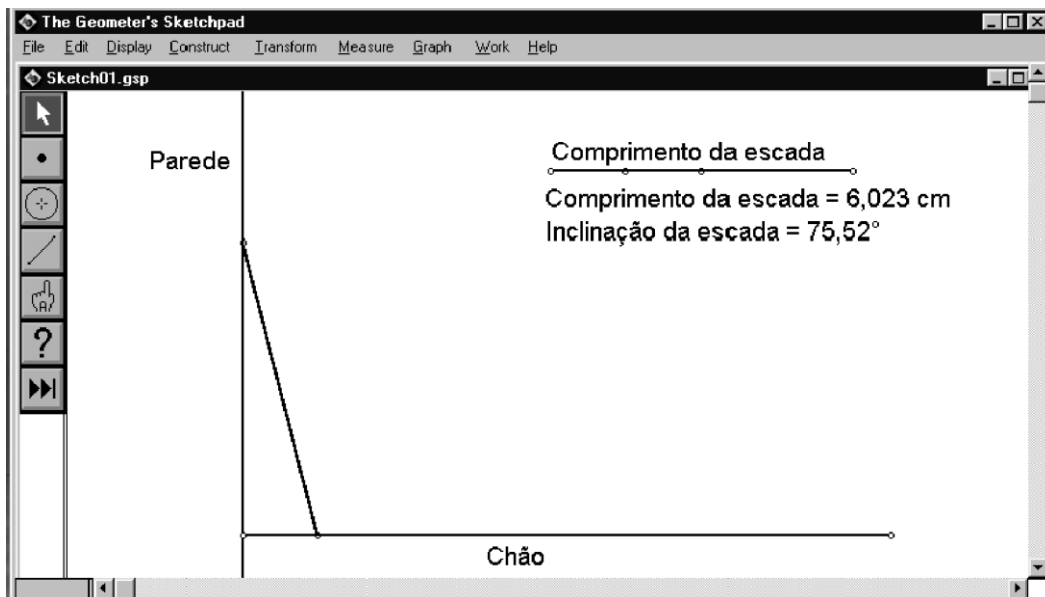 The Geometer's Sketchpad
File Edit Display Construct Transform Measure Graph Work Help
Sketch01.gsp
Parede
Comprimento da escada
Comprimento da escada = 6,023 cm
Inclinação da escada = 75,52°
A
?
Chão